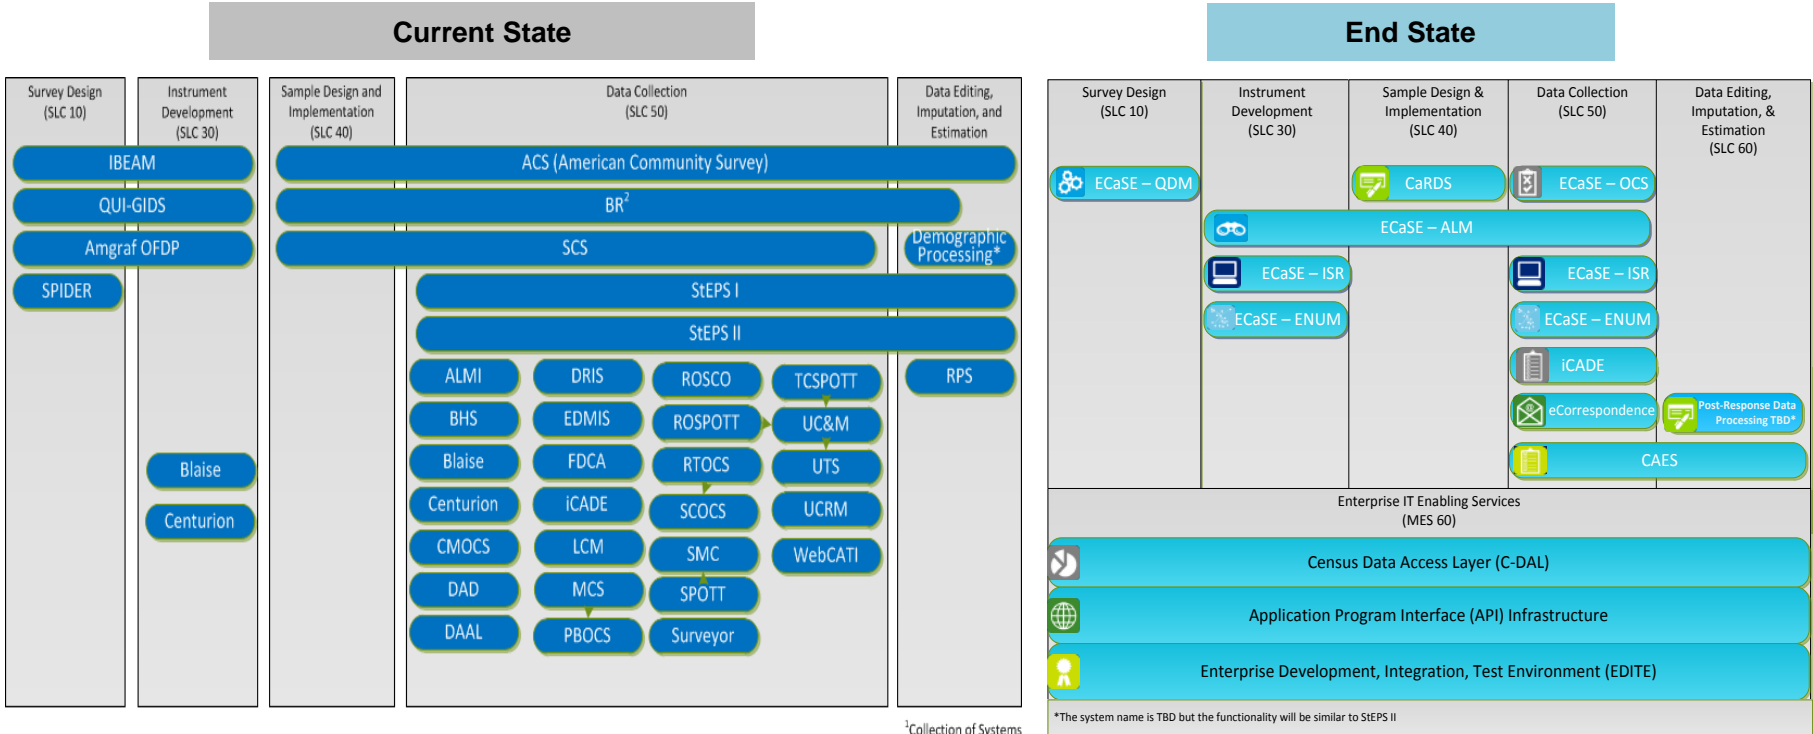 Current State
End State
Survey Design
(SLC 10)
Instrument
Development
(SLC 30)
Sample Design and
Implementation
(SLC 40)
Data Collection
(SLC 50)
Data Editing,
Imputation, and
Estimation
IBEAM
ACS (American Community Survey)
QUI-GIDS
BR²
Amgraf OFDP
SCS
Demographic
Processing*
SPIDER
StEPS I
StEPS II
ALMI
DRIS
ROSCO
TCSPOTT
RPS
BHS
EDMIS
ROSPOTT
UC&M
Blaise
Blaise
FDCA
RTOCS
UTS
Centurion
Centurion
iCADE
SCOCS
UCRM
CMOCS
LCM
SMC
WebCATI
DAD
MCS
SPOTT
DAAL
PBOCS
Surveyor
¹Collection of Systems
Survey Design
(SLC 10)
Instrument
Development
(SLC 30)
Sample Design &
Implementation
(SLC 40)
Data Collection
(SLC 50)
Data Editing,
Imputation, &
Estimation
(SLC 60)
ECaSE – QDM
CaRDS
ECaSE – OCS
ECaSE – ALM
ECaSE – ISR
ECaSE – ISR
ECaSE – ENUM
ECaSE – ENUM
iCADE
eCorrespondence
Post-Response Data
Processing TBD*
CAES
Enterprise IT Enabling Services
(MES 60)
Census Data Access Layer (C-DAL)
Application Program Interface (API) Infrastructure
Enterprise Development, Integration, Test Environment (EDITE)
*The system name is TBD but the functionality will be similar to StEPS II